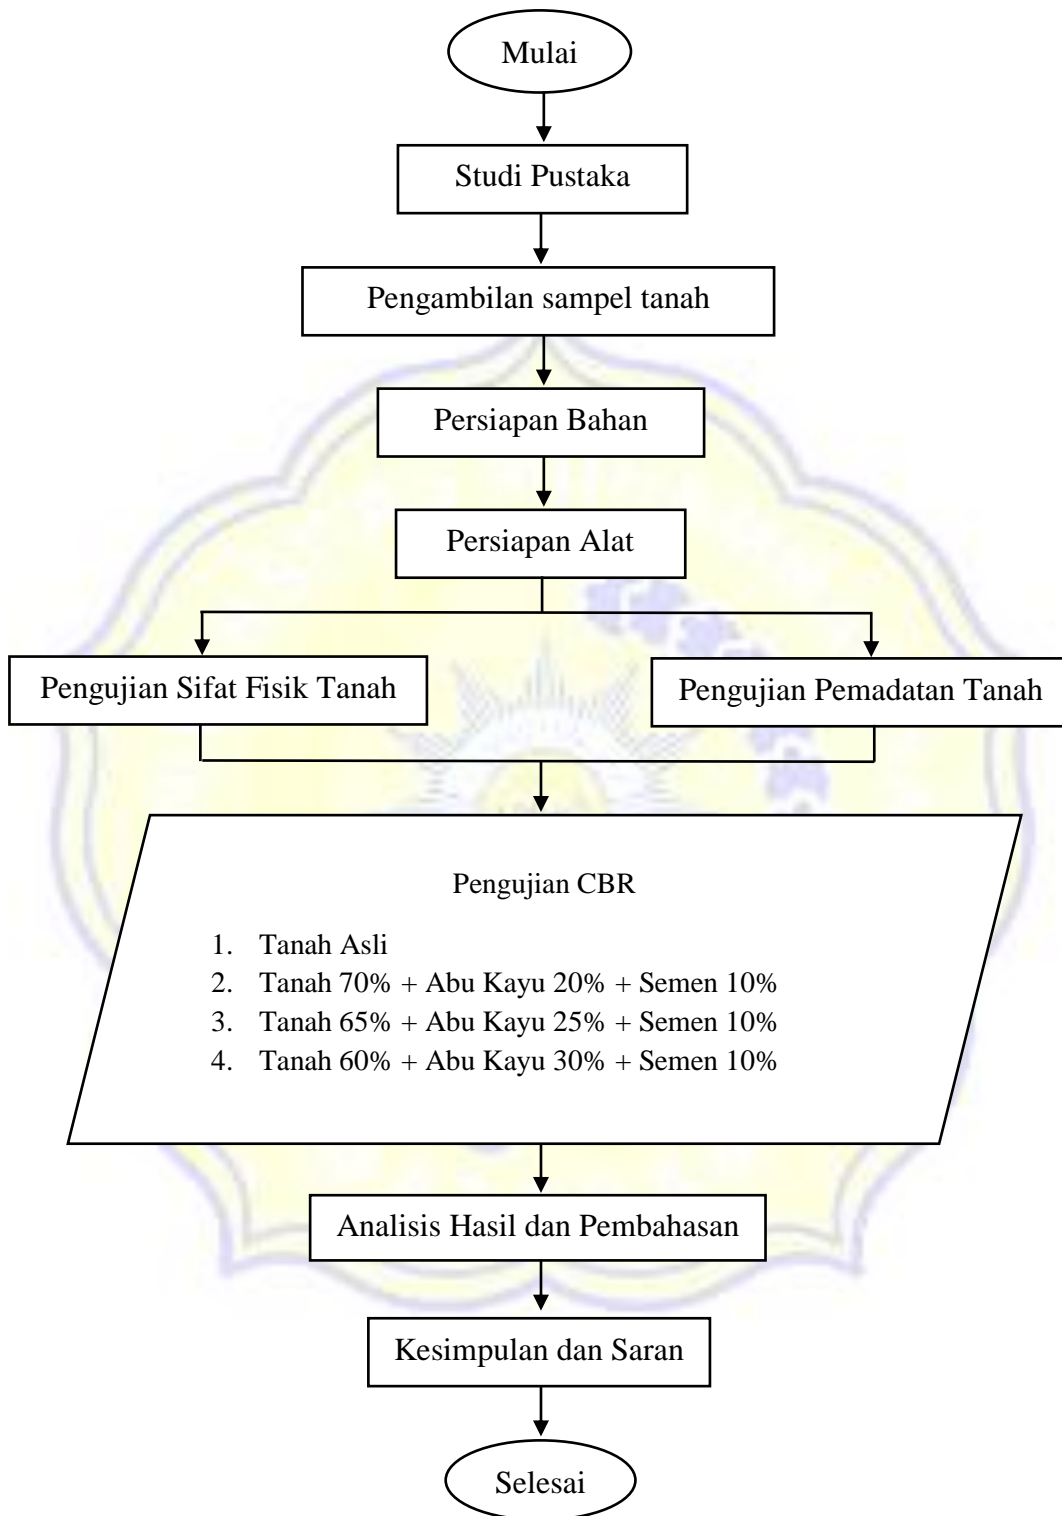 Mulai
Studi Pustaka
Pengambilan sampel tanah
Persiapan Bahan
Persiapan Alat
Pengujian Sifat Fisik Tanah
Pengujian Pemadatan Tanah
Pengujian CBR
1. Tanah Asli
2. Tanah 70% + Abu Kayu 20% + Semen 10%
3. Tanah 65% + Abu Kayu 25% + Semen 10%
4. Tanah 60% + Abu Kayu 30% + Semen 10%
Analisis Hasil dan Pembahasan
Kesimpulan dan Saran
Selesai